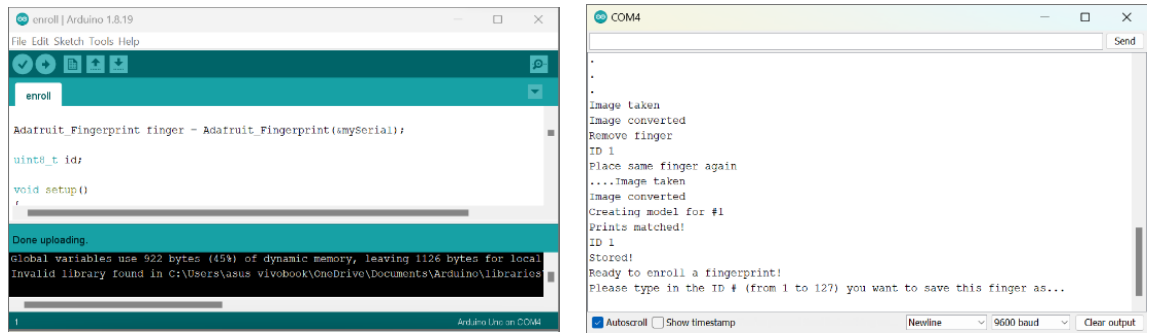 enroll | Arduino 1.8.19
File Edit Sketch Tools Help
enroll
Adafruit_Fingerprint finger = Adafruit_Fingerprint(&mySerial);
uint8_t id;
void setup()
{
Done uploading.
Global variables use 922 bytes (45%) of dynamic memory, leaving 1126 bytes for local
Invalid library found in C:\Users\asus vivobook\OneDrive\Documents\Arduino\libraries
1
Arduino Uno on COM4
COM4
Send
.
.
.
Image taken
Image converted
Remove finger
ID 1
Place same finger again
....Image taken
Image converted
Creating model for #1
Prints matched!
ID 1
Stored!
Ready to enroll a fingerprint!
Please type in the ID # (from 1 to 127) you want to save this finger as...
Autoscroll Show timestamp
Newline 9600 baud Clear output